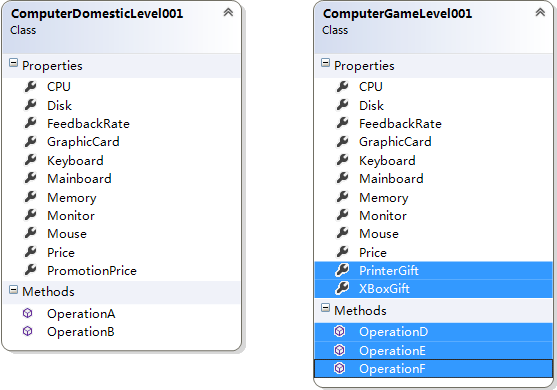 ComputerDomesticLevel001
Class
Properties
CPU
Disk
FeedbackRate
GraphicCard
Keyboard
Mainboard
Memory
Monitor
Mouse
Price
PromotionPrice
Methods
OperationA
OperationB
ComputerGameLevel001
Class
Properties
CPU
Disk
FeedbackRate
GraphicCard
Keyboard
Mainboard
Memory
Monitor
Mouse
Price
PrinterGift
XBoxGift
Methods
OperationD
OperationE
OperationF